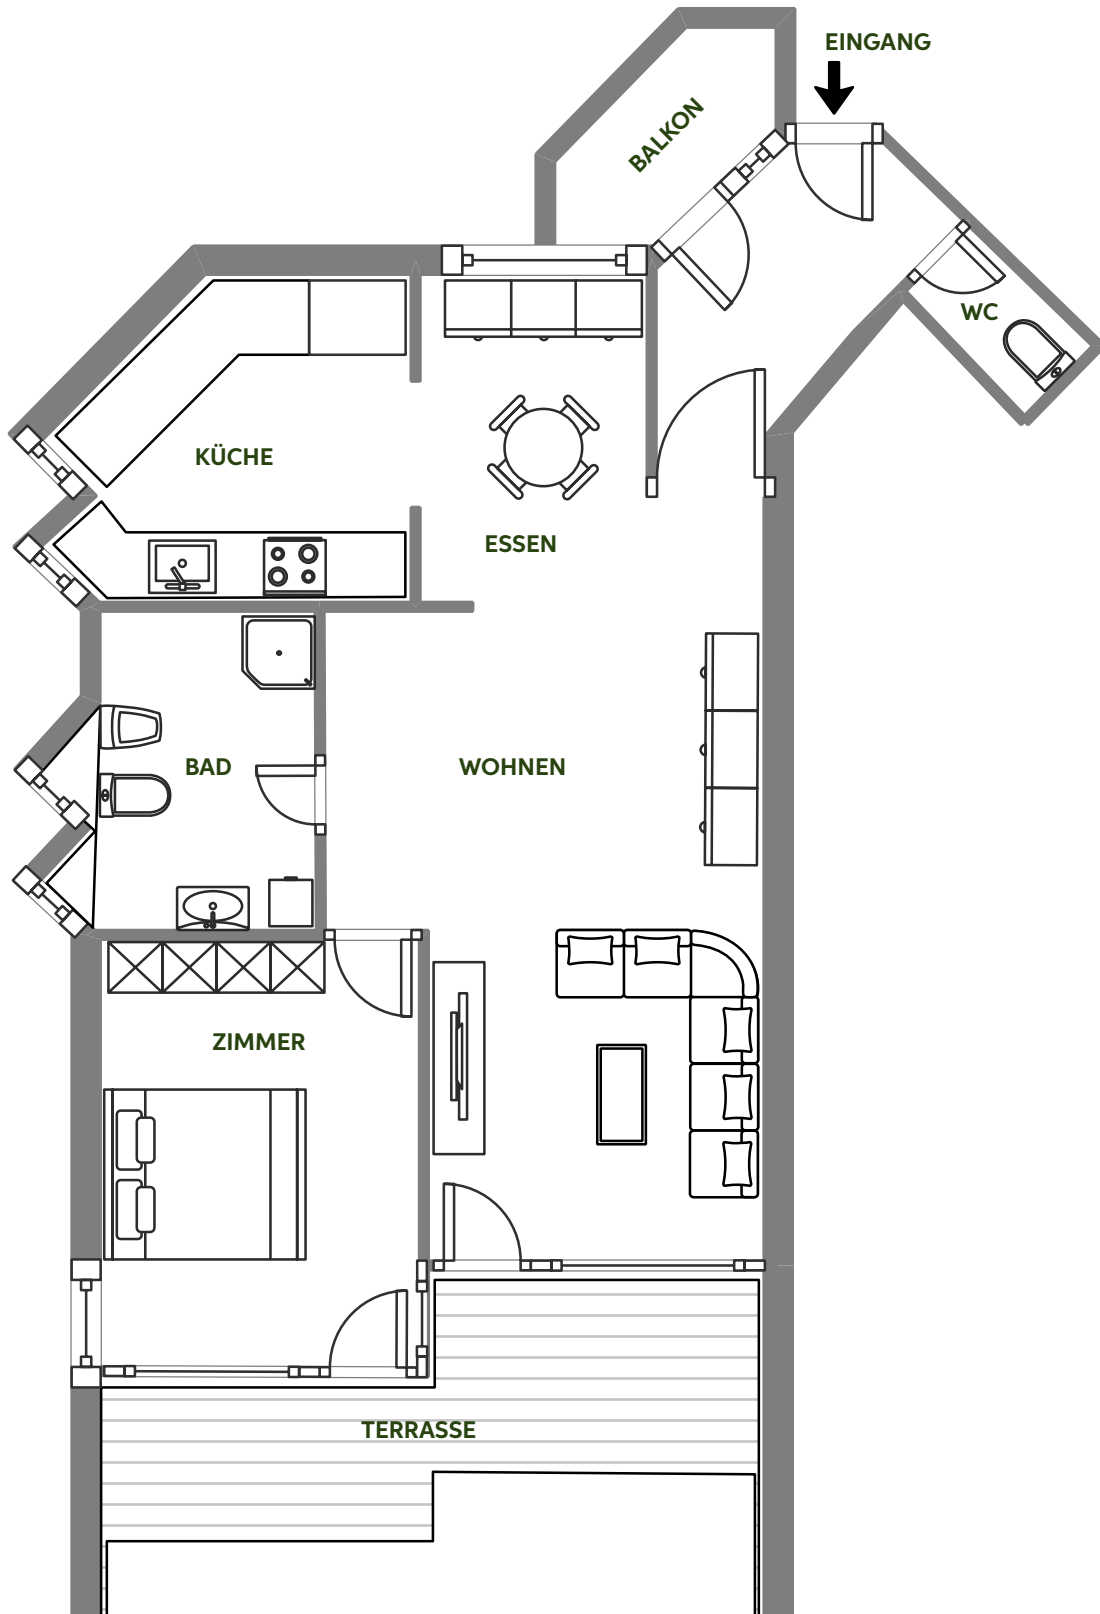 EINGANG
BALKON
WC
KÜCHE
ESSEN
BAD
WOHNEN
ZIMMER
TERRASSE